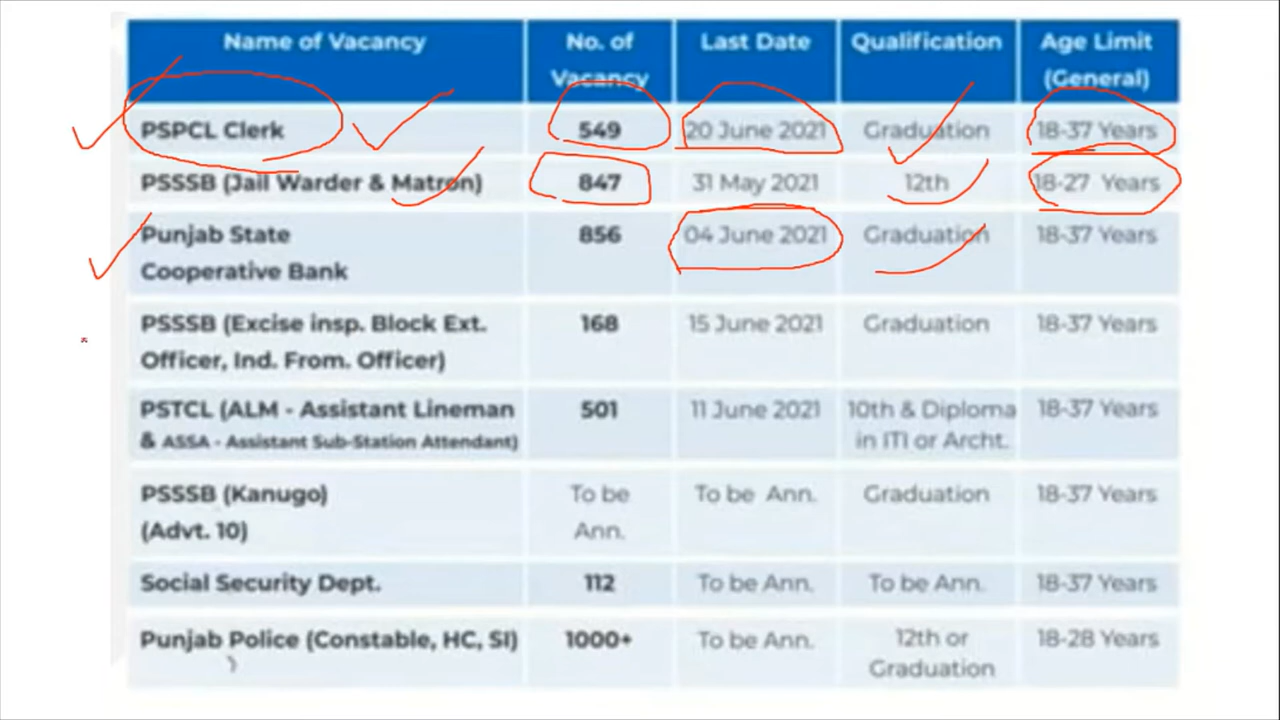 Name of Vacancy No. of Vacancy Last Date Qualification Age Limit (General)
PSPCL Clerk 549 20 June 2021 Graduation 18-37 Years
PSSSB (Jail Warder & Matron) 847 31 May 2021 12th 18-27 Years
Punjab State Cooperative Bank 856 04 June 2021 Graduation 18-37 Years
PSSSB (Excise insp. Block Ext. Officer, Ind. From. Officer) 168 15 June 2021 Graduation 18-37 Years
PSTCL (ALM - Assistant Lineman & ASSA - Assistant Sub-Station Attendant) 501 11 June 2021 10th & Diploma in ITI or Archt. 18-37 Years
PSSSB (Kanugo) (Advt. 10) To be Ann. To be Ann. Graduation 18-37 Years
Social Security Dept. 112 To be Ann. To be Ann. 18-37 Years
Punjab Police (Constable, HC, SI) 1000+ To be Ann. 12th or Graduation 18-28 Years